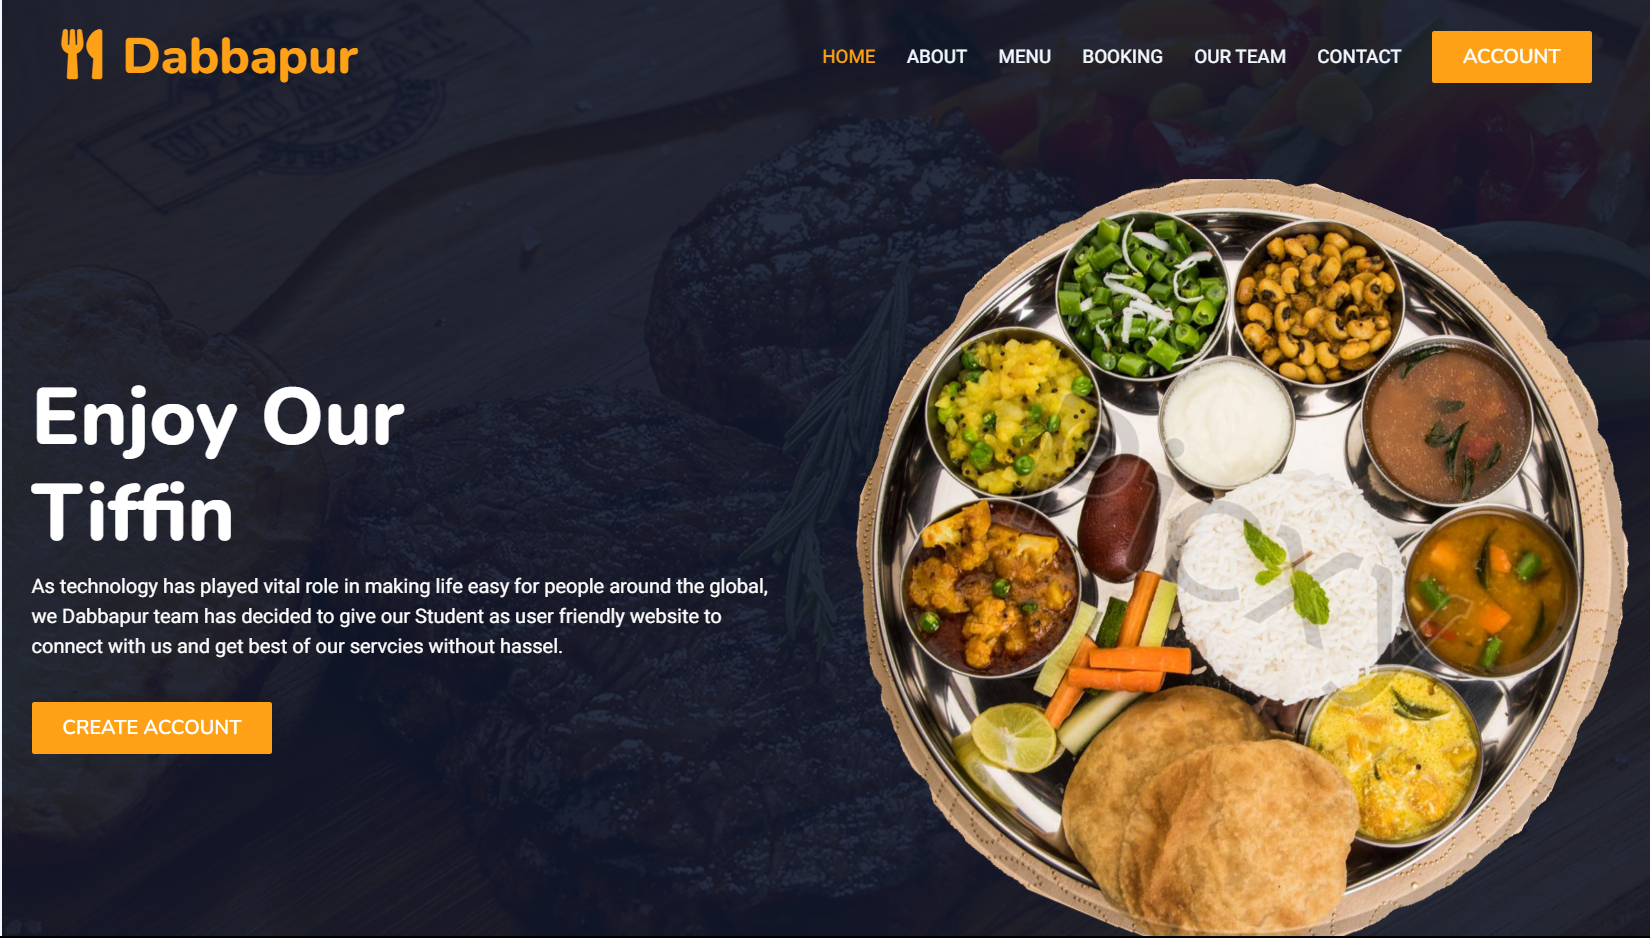 Dabbapur
HOME ABOUT MENU BOOKING OUR TEAM CONTACT ACCOUNT
Enjoy Our
Tiffin
As technology has played vital role in making life easy for people around the global,
we Dabbapur team has decided to give our Student as user friendly website to
connect with us and get best of our servcies without hassel.
CREATE ACCOUNT